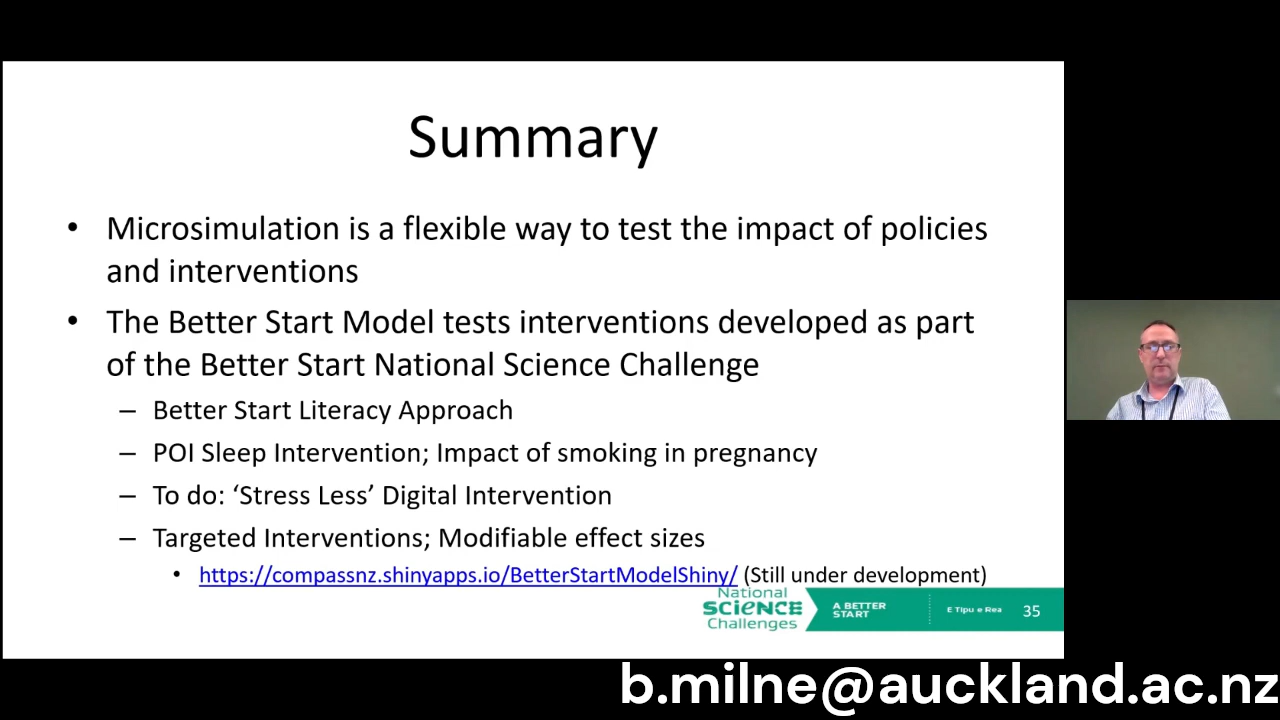 Summary
• Microsimulation is a flexible way to test the impact of policies
and interventions
• The Better Start Model tests interventions developed as part
of the Better Start National Science Challenge
– Better Start Literacy Approach
– POI Sleep Intervention; Impact of smoking in pregnancy
– To do: ‘Stress Less’ Digital Intervention
– Targeted Interventions; Modifiable effect sizes
• https://compassnz.shinyapps.io/BetterStartModelShiny/ (Still under development)
National
SCIENCE
Challenges
A BETTER
START
E Tipu e Rea
35
b.milne@auckland.ac.nz